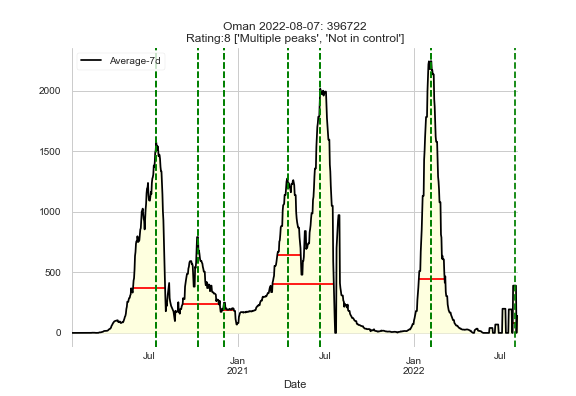 Oman 2022-08-07: 396722
Rating:8 ['Multiple peaks', 'Not in control']
Average-7d
2000
1500
1000
500
0
Jul
Jan
2021
Jul
Jan
2022
Jul
Date